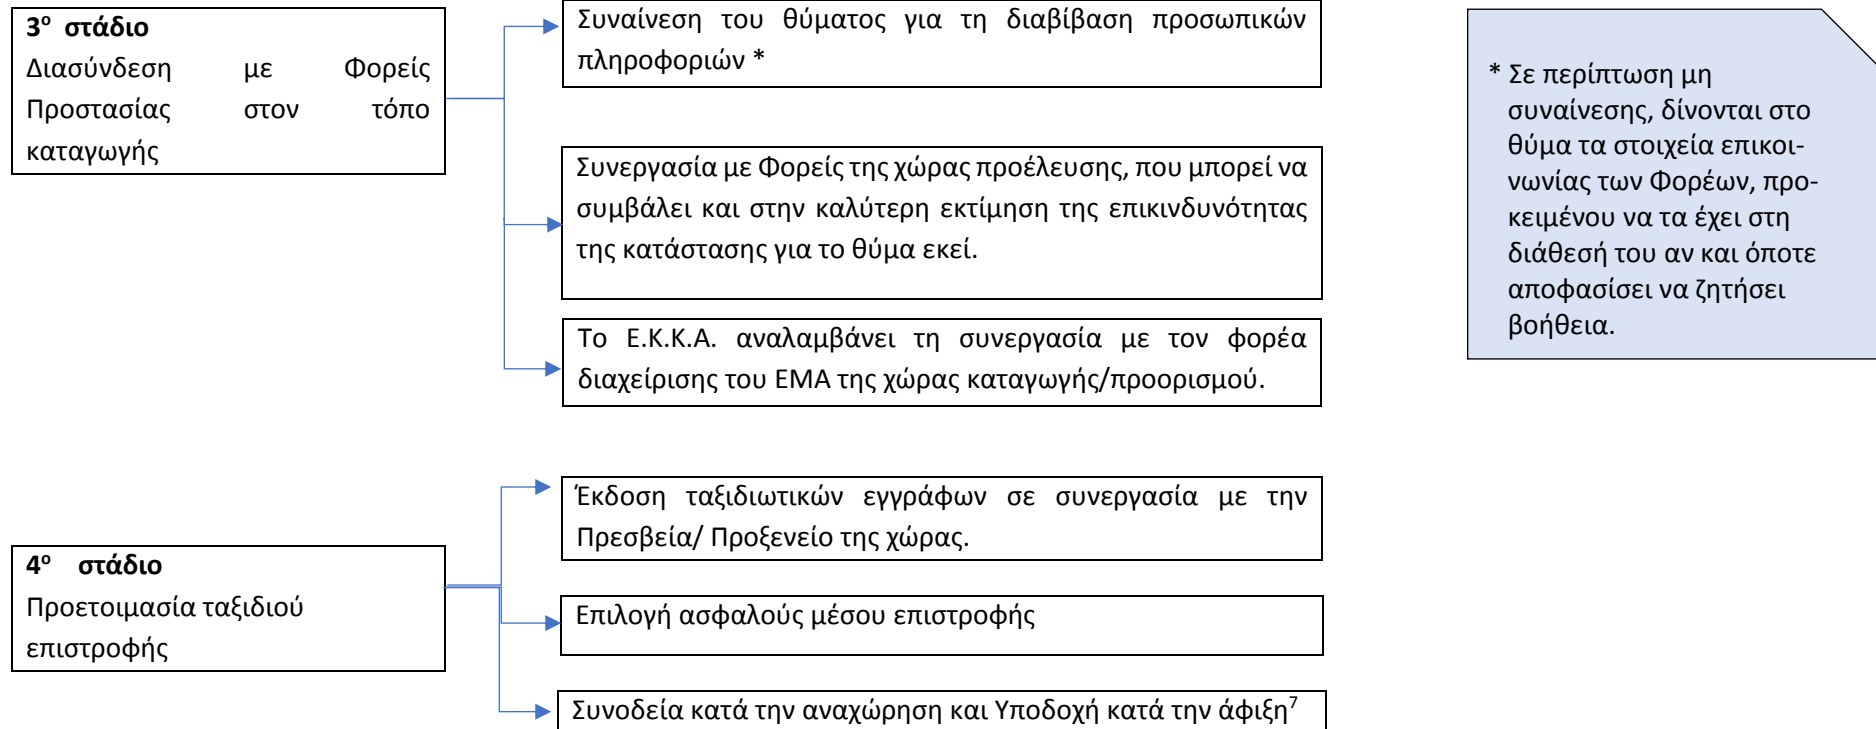 3ο στάδιο
Διασύνδεση με Φορείς
Προστασίας στον τόπο
καταγωγής
Συναίνεση του θύματος για τη διαβίβαση προσωπικών
πληροφοριών *
Συνεργασία με Φορείς της χώρας προέλευσης, που μπορεί να
συμβάλει και στην καλύτερη εκτίμηση της επικινδυνότητας
της κατάστασης για το θύμα εκεί.
Το Ε.Κ.Κ.Α. αναλαμβάνει τη συνεργασία με τον φορέα
διαχείρισης του ΕΜΑ της χώρας καταγωγής/προορισμού.
* Σε περίπτωση μη
συναίνεσης, δίνονται στο
θύμα τα στοιχεία επικοι-
νωνίας των Φορέων, προ-
κειμένου να τα έχει στη
διάθεσή του αν και όποτε
αποφασίσει να ζητήσει
βοήθεια.
4ο στάδιο
Προετοιμασία ταξιδιού
επιστροφής
Έκδοση ταξιδιωτικών εγγράφων σε συνεργασία με την
Πρεσβεία/ Προξενείο της χώρας.
Επιλογή ασφαλούς μέσου επιστροφής
Συνοδεία κατά την αναχώρηση και Υποδοχή κατά την άφιξη7